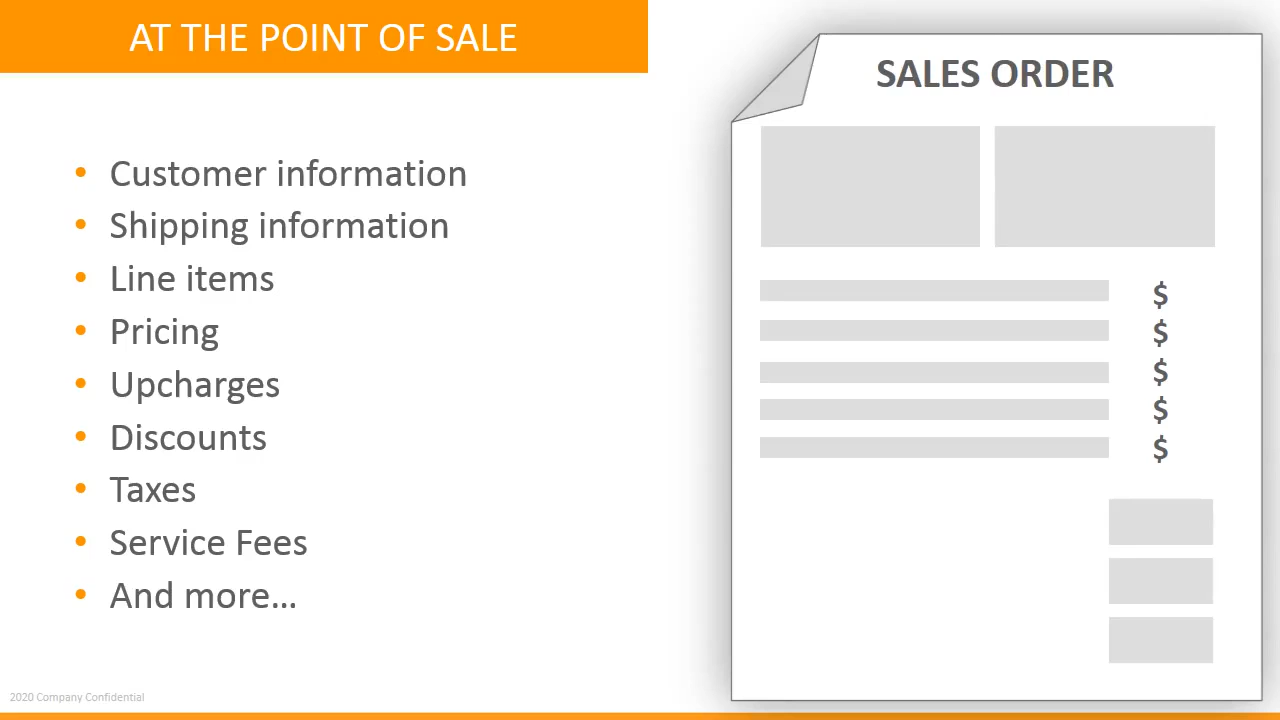 AT THE POINT OF SALE
• Customer information
• Shipping information
• Line items
• Pricing
• Upcharges
• Discounts
• Taxes
• Service Fees
• And more…
SALES ORDER
$
$
$
$
$
2020 Company Confidential